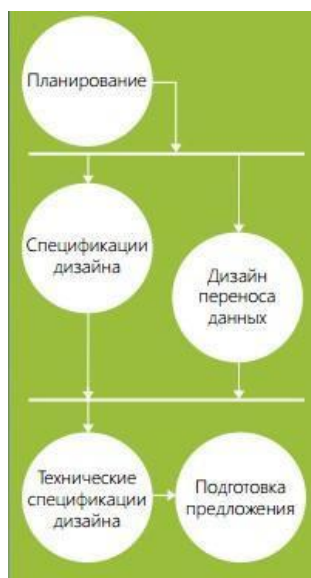 Планирование
Спецификации
дизайна
Дизайн
переноса
данных
Технические
спецификации
дизайна
Подготовка
предложения